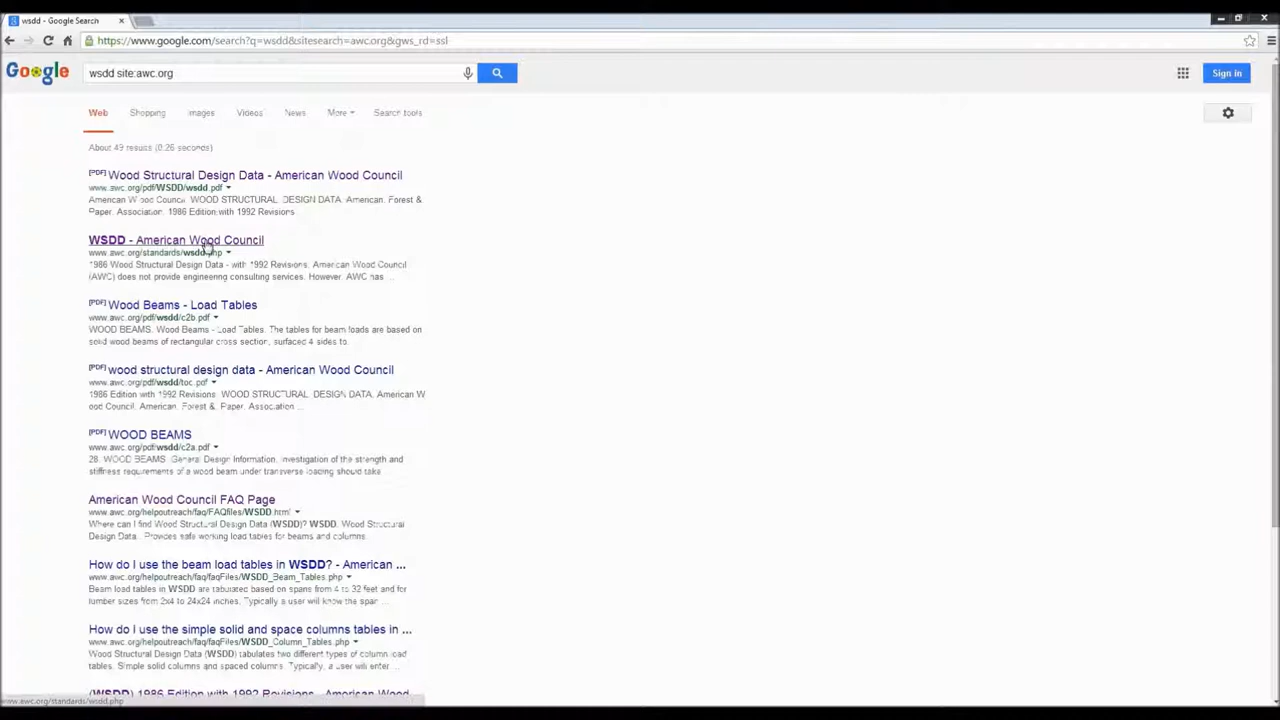 wsdd - Google Search
https://www.google.com/search?q=wsdd&sitesearch=awc.org&gws_rd=ssl
Google
wsdd site:awc.org
Sign in
Web Shopping Images Videos News More Search tools
About 49 results (0.26 seconds)
[PDF] Wood Structural Design Data - American Wood Council
www.awc.org/pdf/WSDD/wsdd.pdf
American Wood Council. WOOD STRUCTURAL. DESIGN DATA. American. Forest &
Paper. Association. 1986 Edition with 1992 Revisions.
WSDD - American Wood Council
www.awc.org/standards/wsdd.php
1986 Wood Structural Design Data - with 1992 Revisions. American Wood Council
(AWC) does not provide engineering consulting services. However, AWC has ...
[PDF] Wood Beams - Load Tables
www.awc.org/pdf/wsdd/c2b.pdf
WOOD BEAMS. Wood Beams - Load Tables. The tables for beam loads are based on
solid wood beams of rectangular cross section, surfaced 4 sides to.
[PDF] wood structural design data - American Wood Council
www.awc.org/pdf/wsdd/toc.pdf
1986 Edition with 1992 Revisions. WOOD STRUCTURAL. DESIGN DATA. American W
ood Council. American. Forest &. Paper. Association ...
[PDF] WOOD BEAMS
www.awc.org/pdf/wsdd/c2a.pdf
28. WOOD BEAMS. General Design Information. Investigation of the strength and
stiffness requirements of a wood beam under transverse loading should take.
American Wood Council FAQ Page
www.awc.org/helpoutreach/faq/FAQfiles/WSDD.html
Where can I find Wood Structural Design Data (WSDD)? WSDD. Wood Structural
Design Data.. Provides safe working load tables for beams and columns.
How do I use the beam load tables in WSDD? - American ...
www.awc.org/helpoutreach/faq/faqFiles/WSDD_Beam_Tables.php
Beam load tables in WSDD are tabulated based on spans from 4 to 32 feet and for
lumber sizes from 2x4 to 24x24 inches. Typically a user will know the span ...
How do I use the simple solid and space columns tables in ...
www.awc.org/helpoutreach/faq/faqFiles/WSDD_Column_Tables.php
Wood Structural Design Data (WSDD) tabulates two different types of column load
tables. Simple solid columns and spaced columns. Typically, a user will enter ...
(WSDD) 1986 Edition with 1992 Revisions - American Wood
www.awc.org/standards/wsdd.php